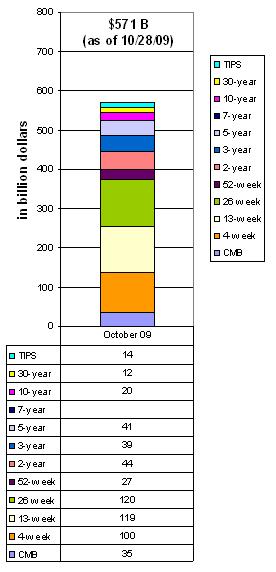 $571 B
(as of 10/28/09)
800
700
600
500
400
300
200
100
0
in billion dollars
October 09
TIPS
30-year
10-year
7-year
5-year
3-year
2-year
52-week
26 week
13-week
4-week
CMB
TIPS 14
30-year 12
10-year 20
7-year
5-year 41
3-year 39
2-year 44
52-week 27
26 week 120
13-week 119
4-week 100
CMB 35